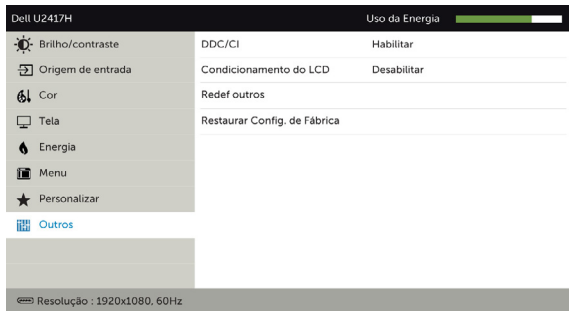 Dell U2417H Uso da Energia
Brilho/contraste DDC/CI Habilitar
Origem de entrada Condicionamento do LCD Desabilitar
Cor Redef outros
Tela Restaurar Config. de Fábrica
Energia
Menu
Personalizar
Outros
Resolução : 1920x1080, 60Hz